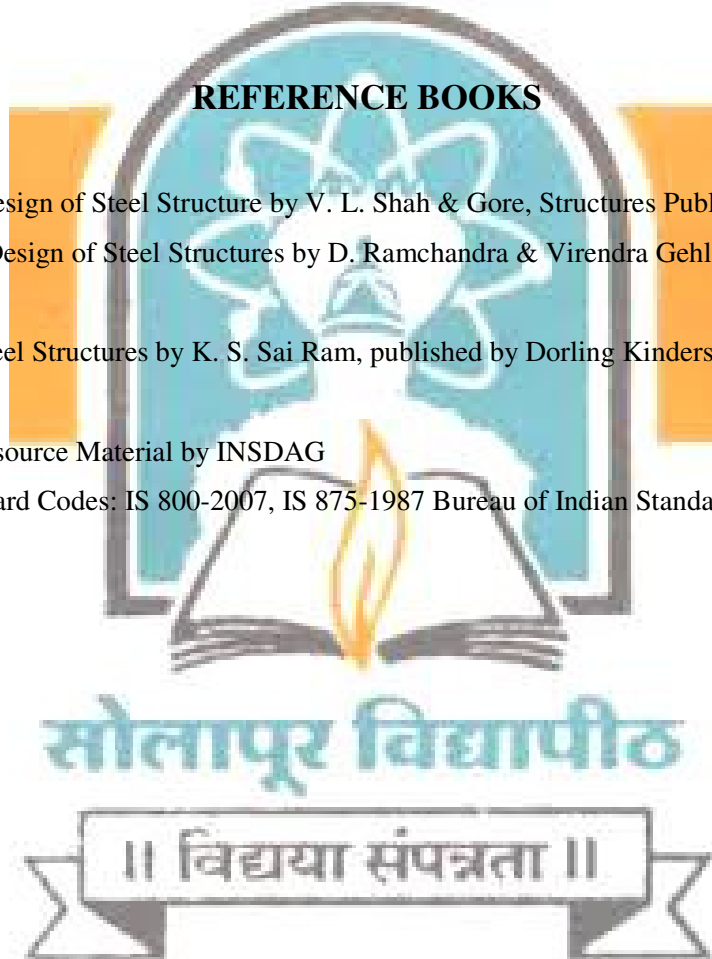 REFERENCE BOOKS
esign of Steel Structure by V. L. Shah & Gore, Structures Publ
Design of Steel Structures by D. Ramchandra & Virendra Gehl
eel Structures by K. S. Sai Ram, published by Dorling Kinders
source Material by INSDAG
ard Codes: IS 800-2007, IS 875-1987 Bureau of Indian Standa
सोलापूर विद्यापीठ
॥ विद्यया संपन्नता ॥